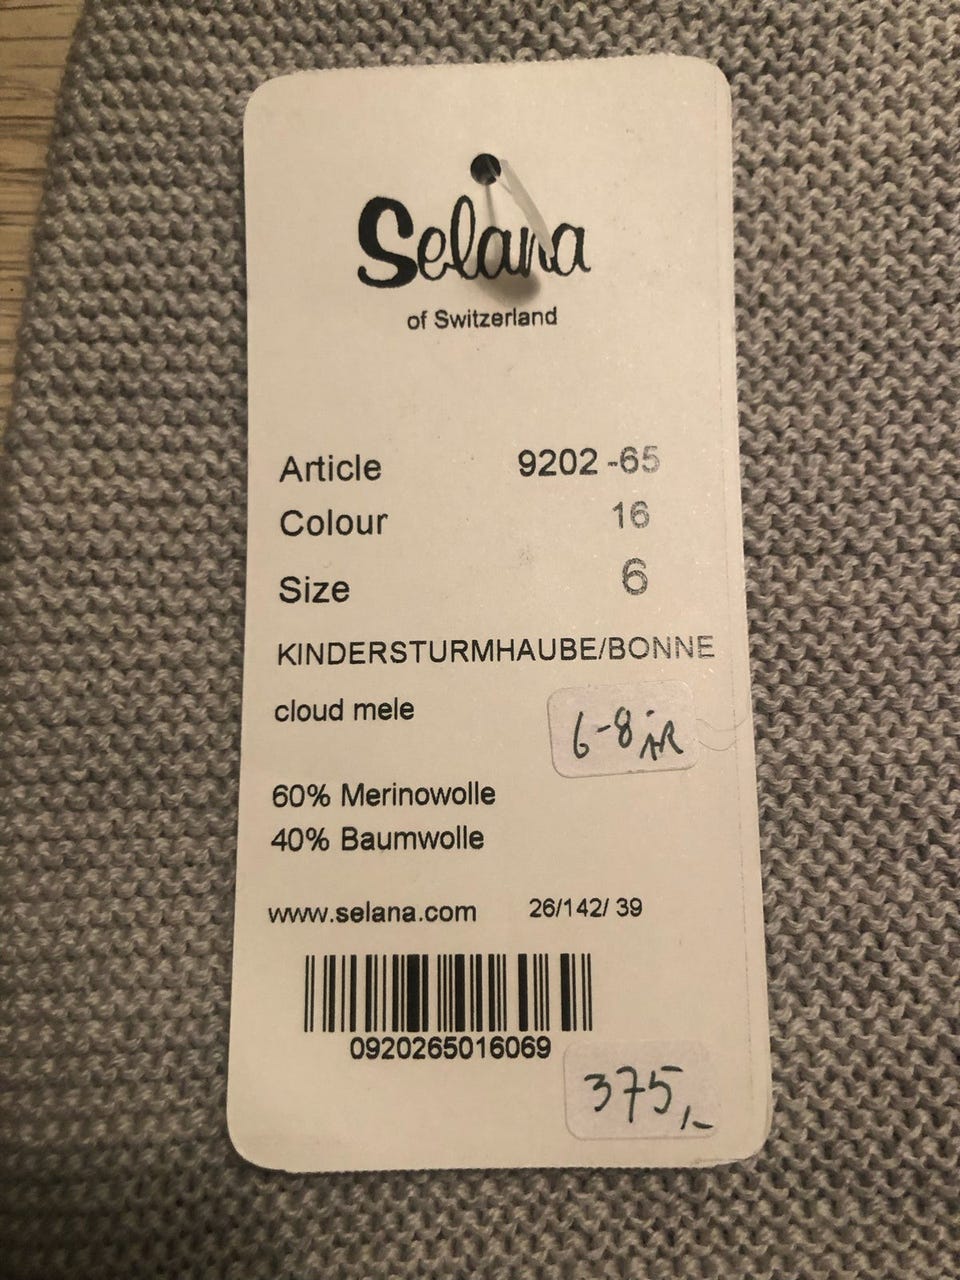 Selana
of Switzerland
Article 9202 -65
Colour 16
Size 6
KINDERSTURMHAUBE/BONNE
cloud mele
6-8 ÅR
60% Merinowolle
40% Baumwolle
www.selana.com 26/142/ 39
0920265016069
375,-